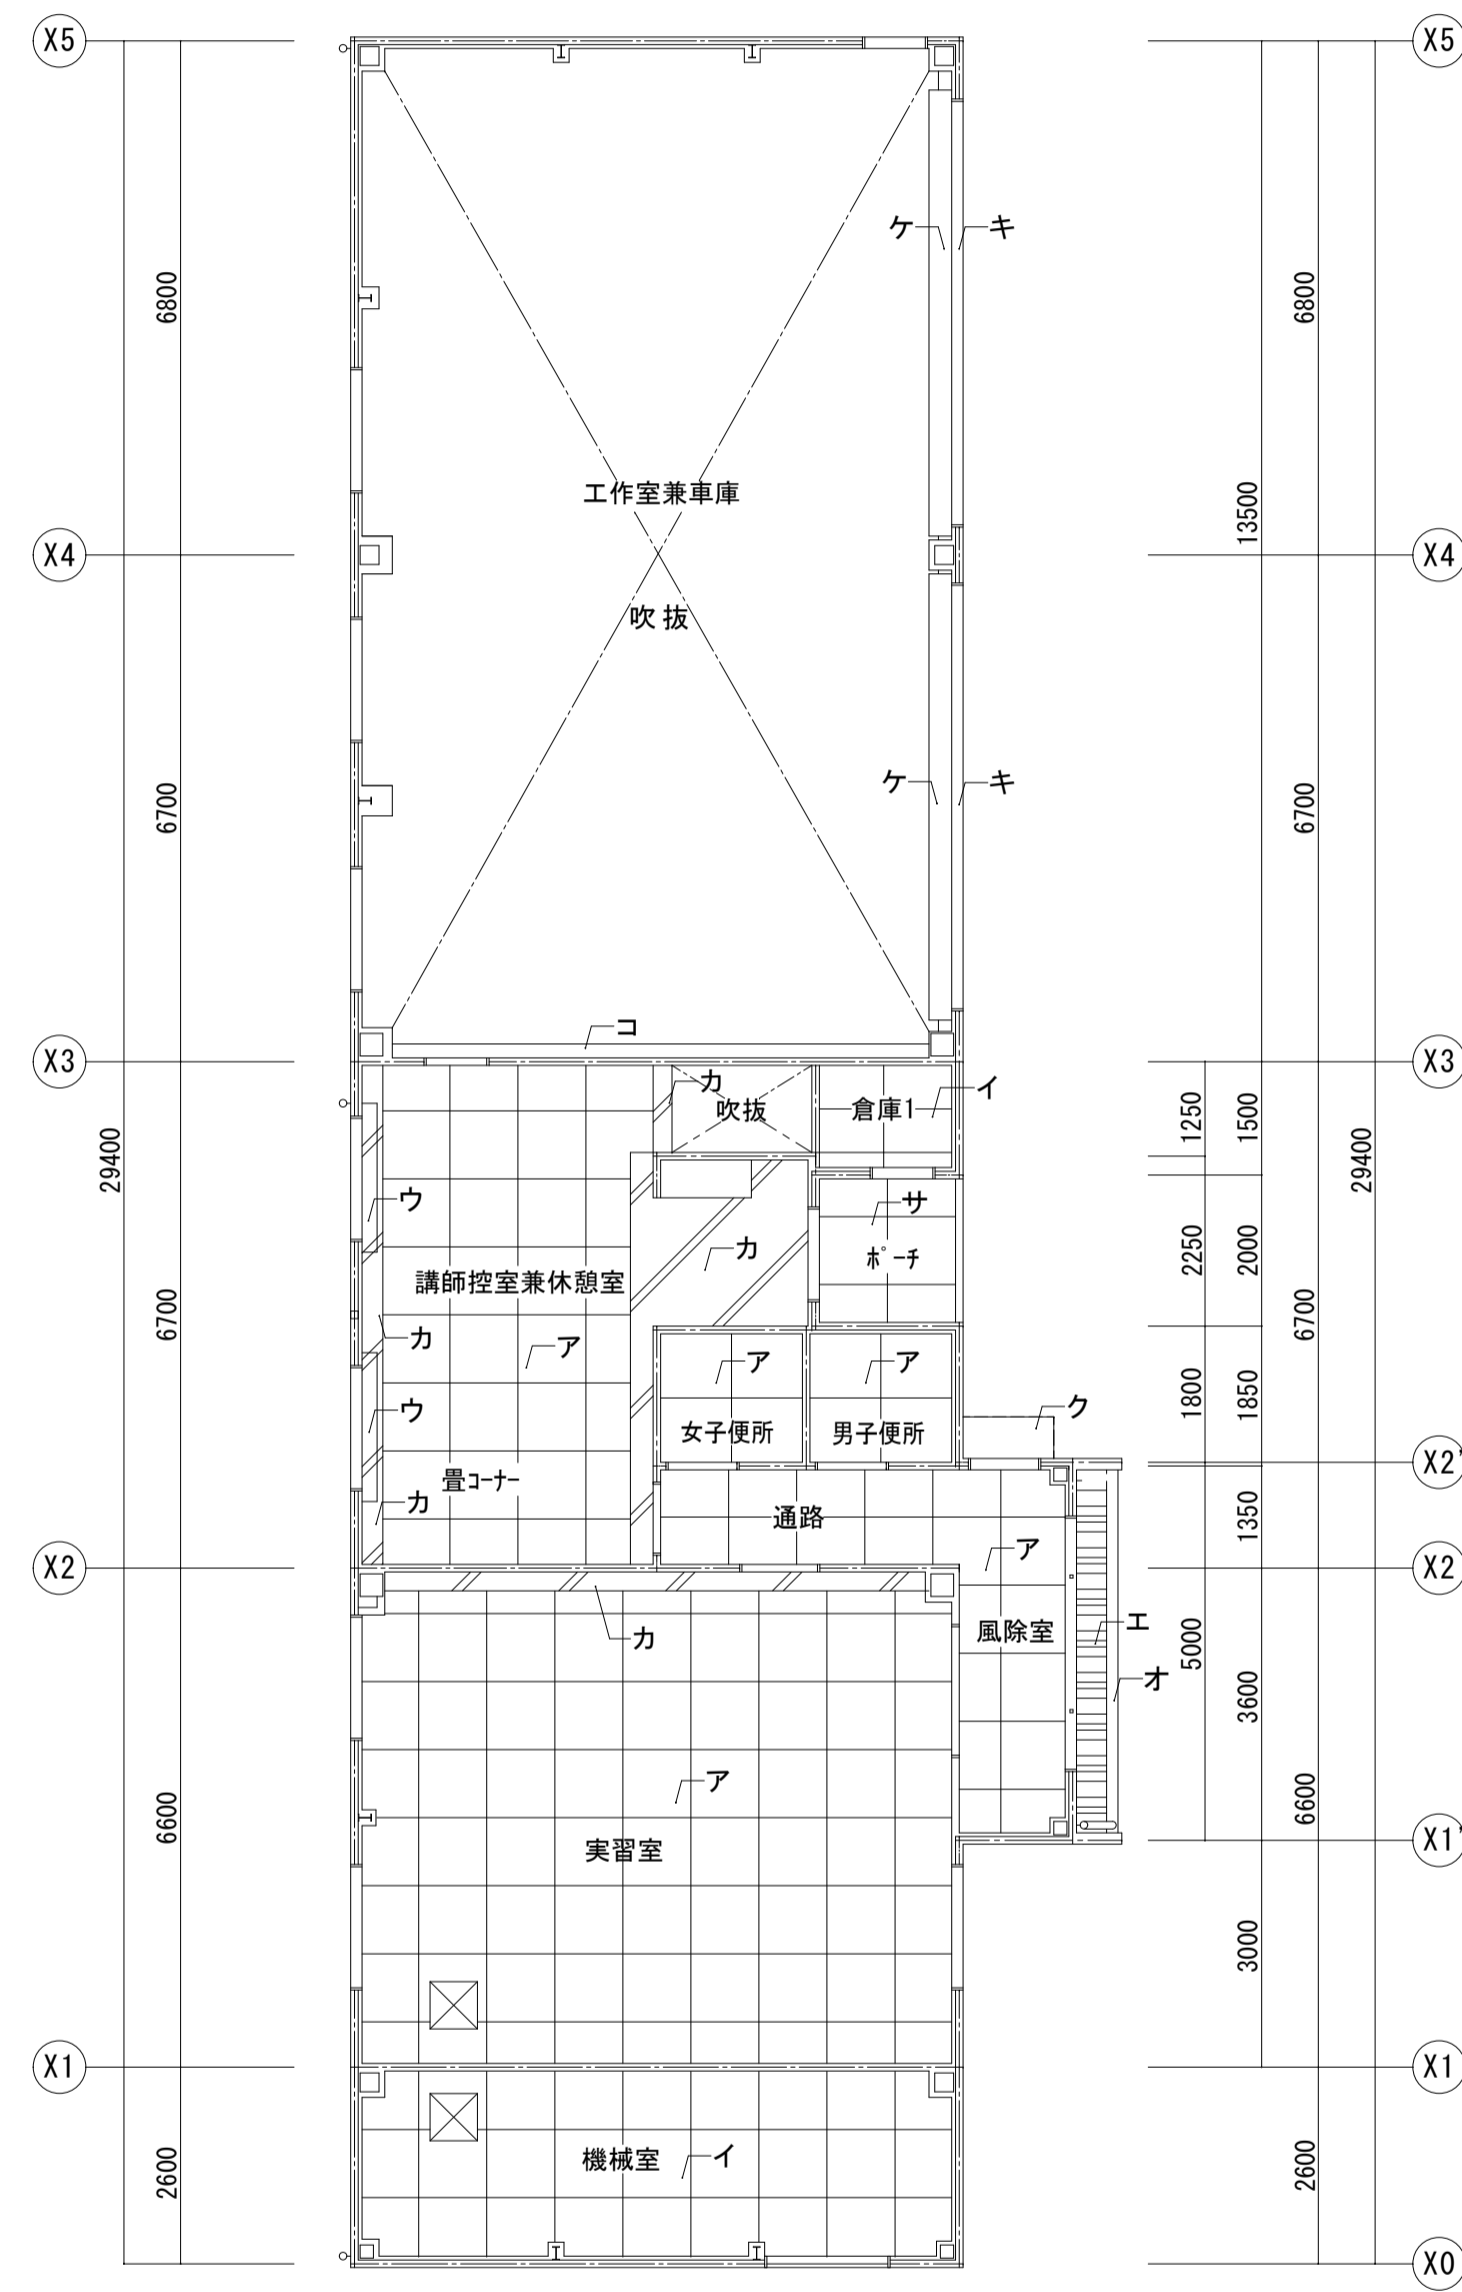 X5
X5
6800
6800
ケ
キ
工作室兼車庫
13500
X4
X4
吹抜
ケ
キ
6700
6700
コ
X3
X3
カ
吹抜
倉庫1
イ
1250
1500
29400
29400
ウ
サ
カ
ポーチ
2250
2000
講師控室兼休憩室
6700
6700
カ
ア
ア
ア
1800
1850
ウ
女子便所
男子便所
ク
X2'
畳コーナー
カ
通路
1350
ア
X2
X2
カ
風除室
エ
5000
オ
3600
ア
6600
6600
実習室
X1'
3000
X1
X1
機械室
イ
2600
2600
X0